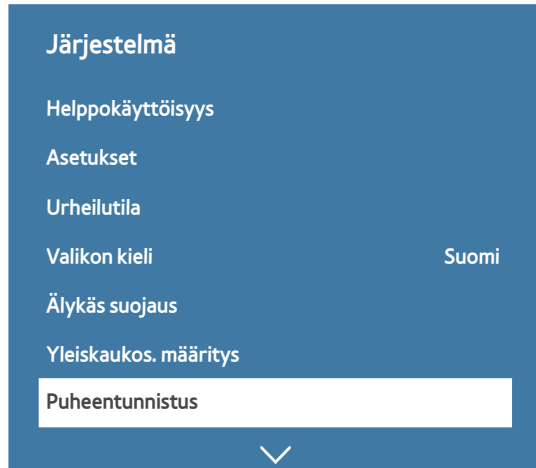 Järjestelmä
Helppokäyttöisyys
Asetukset
Urheilutila
Valikon kieli Suomi
Älykäs suojaus
Yleiskaukos. määritys
Puheentunnistus